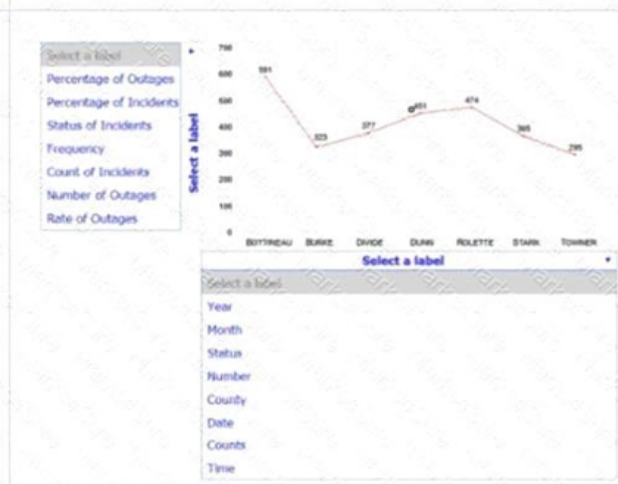 Select a label
Percentage of Outages
Percentage of Incidents
Status of Incidents
Frequency
Count of Incidents
Number of Outages
Rate of Outages
Select a label
700
600
500
400
300
200
100
0
591
323
377
451
474
365
295
BOTTINEAU BURKE DIVIDE DUNN ROLETTE STARK TOWNER
Select a label
Select a label
Year
Month
Status
Number
County
Date
Counts
Time